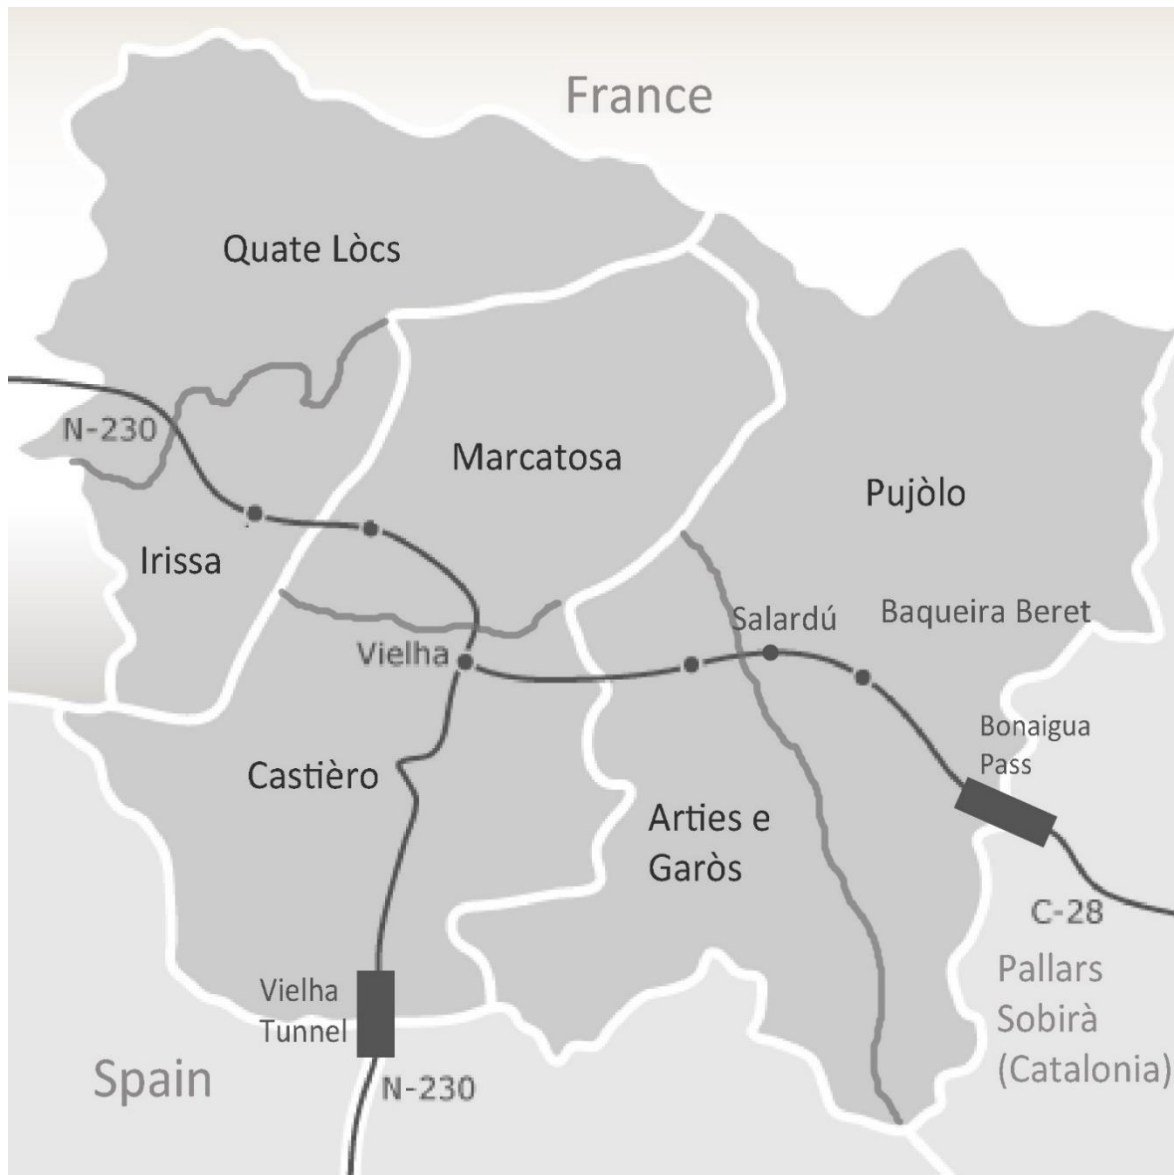 France
Quate Lòcs
N-230
Marcatosa
Pujòlo
Irissa
Salardú
Baqueira Beret
Vielha
Bonaigua
Pass
Castièro
Arties e
Garòs
C-28
Pallars
Sobirà
(Catalonia)
Vielha
Tunnel
Spain
N-230